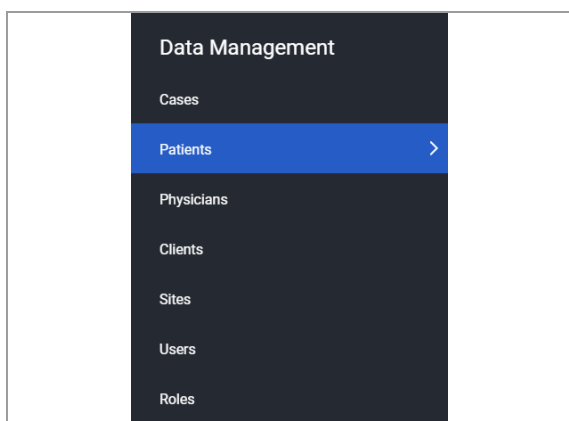 Data Management
Cases
Patients
Physicians
Clients
Sites
Users
Roles